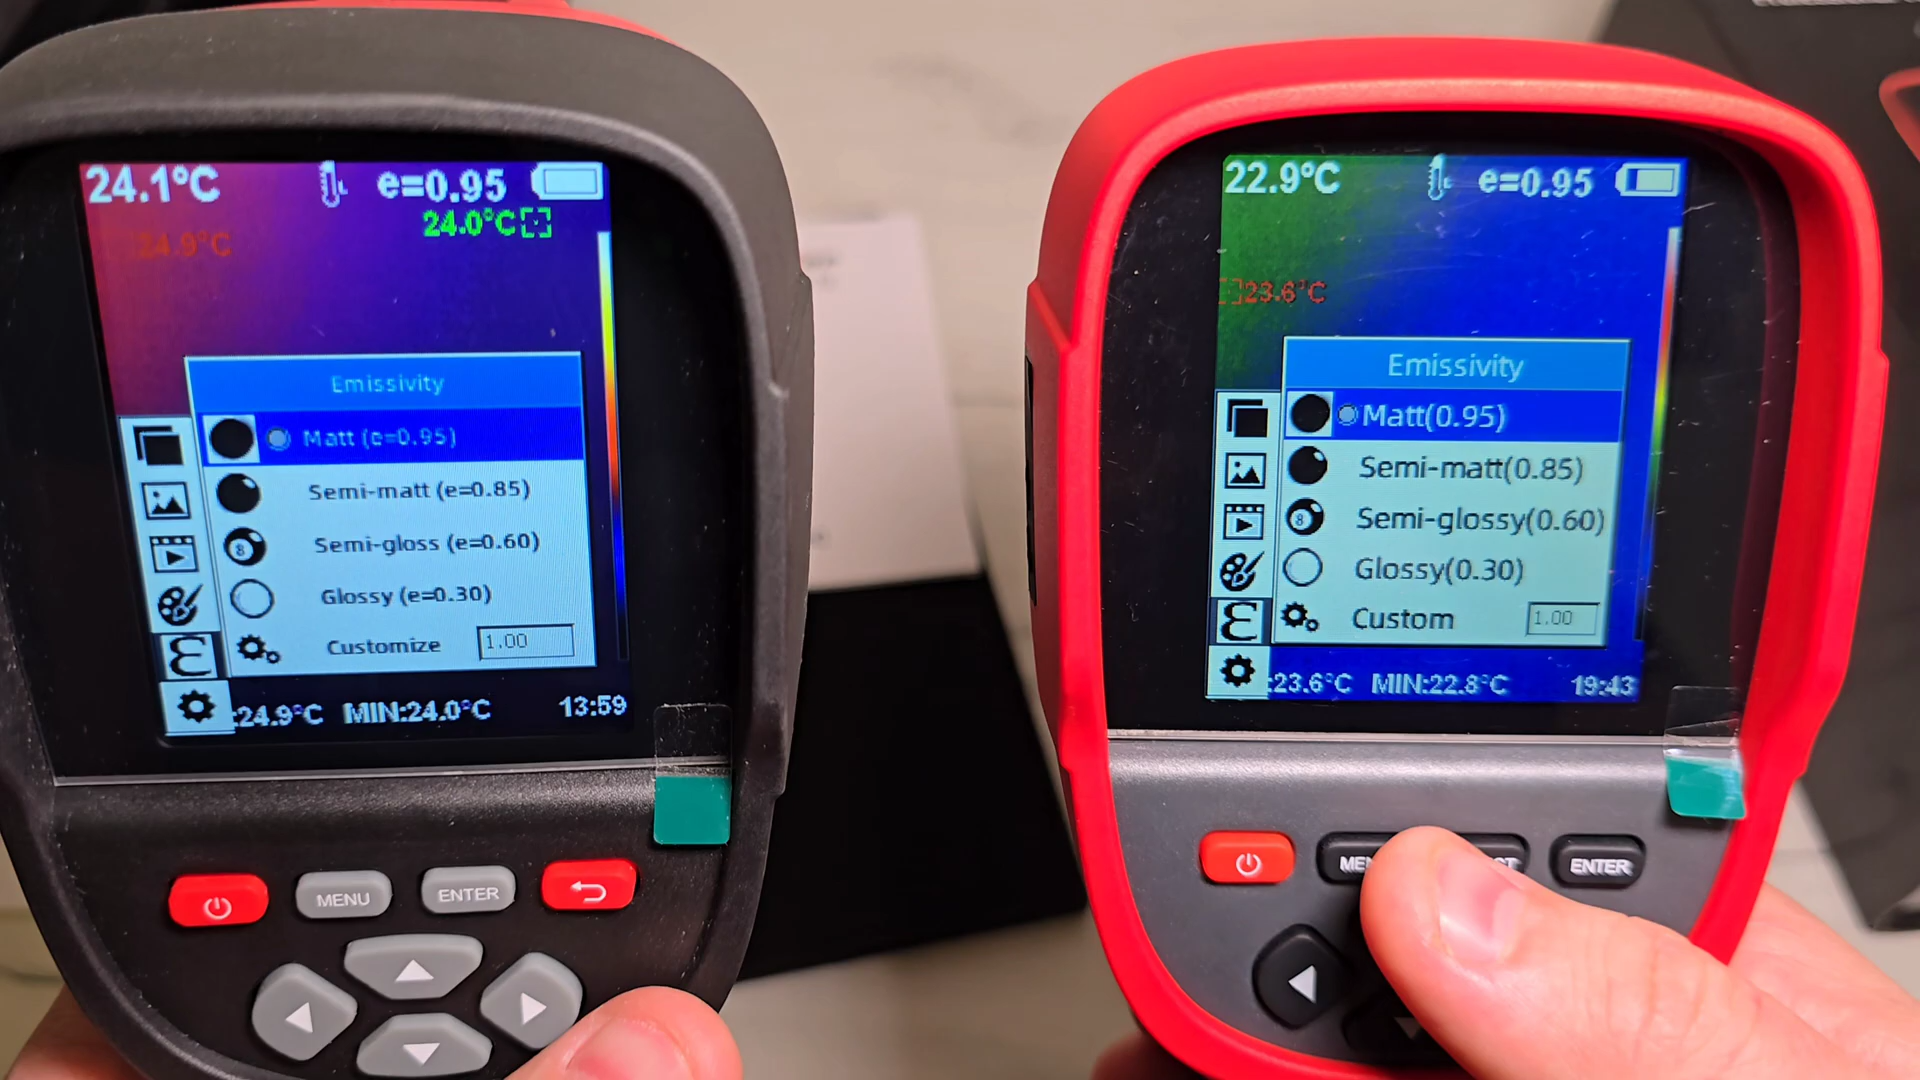 24.1°C e=0.95
24.0°C
24.9°C
Emissivity
Matt (e=0.95)
Semi-matt (e=0.85)
8
Semi-gloss (e=0.60)
Glossy (e=0.30)
Customize 1.00
:24.9°C MIN:24.0°C 13:59
MENU
ENTER
22.9°C e=0.95
23.6°C
Emissivity
Matt(0.95)
Semi-matt(0.85)
8
Semi-glossy(0.60)
Glossy(0.30)
Custom 1.00
:23.6°C MIN:22.8°C 19:43
ENTER